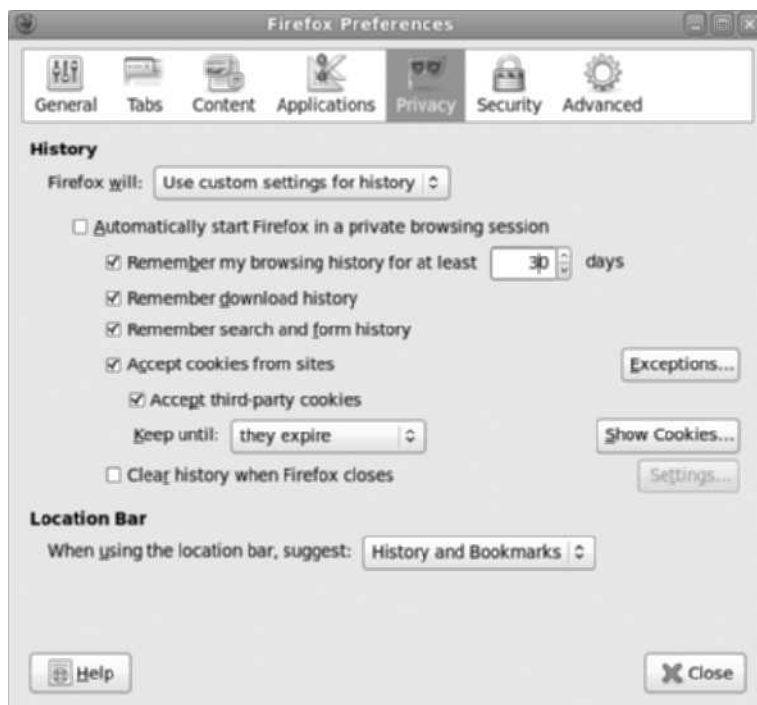 Firefox Preferences
General Tabs Content Applications Privacy Security Advanced
History
Firefox will: Use custom settings for history
Automatically start Firefox in a private browsing session
Remember my browsing history for at least 30 days
Remember download history
Remember search and form history
Accept cookies from sites Exceptions...
Accept third-party cookies
Keep until: they expire Show Cookies...
Clear history when Firefox closes Settings...
Location Bar
When using the location bar, suggest: History and Bookmarks
Help Close